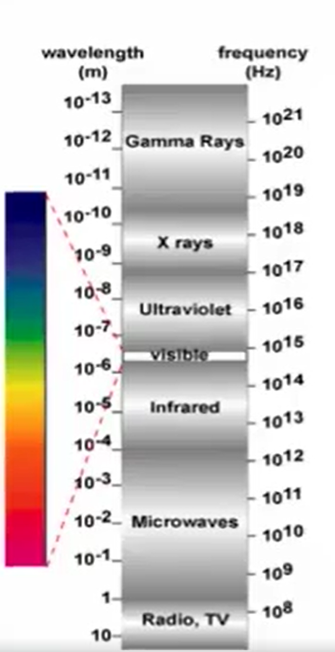 wavelength frequency
(m) (Hz)
10⁻¹³
10²¹
10⁻¹² Gamma Rays
10²⁰
10⁻¹¹
10¹⁹
10⁻¹⁰
10¹⁸
X rays
10⁻⁹
10¹⁷
10⁻⁸
Ultraviolet 10¹⁶
10⁻⁷
10¹⁵
visible
10⁻⁶
10¹⁴
10⁻⁵ Infrared
10¹³
10⁻⁴
10¹²
10⁻³
10¹¹
10⁻² Microwaves
10¹⁰
10⁻¹
10⁹
1
10⁸
Radio, TV
10